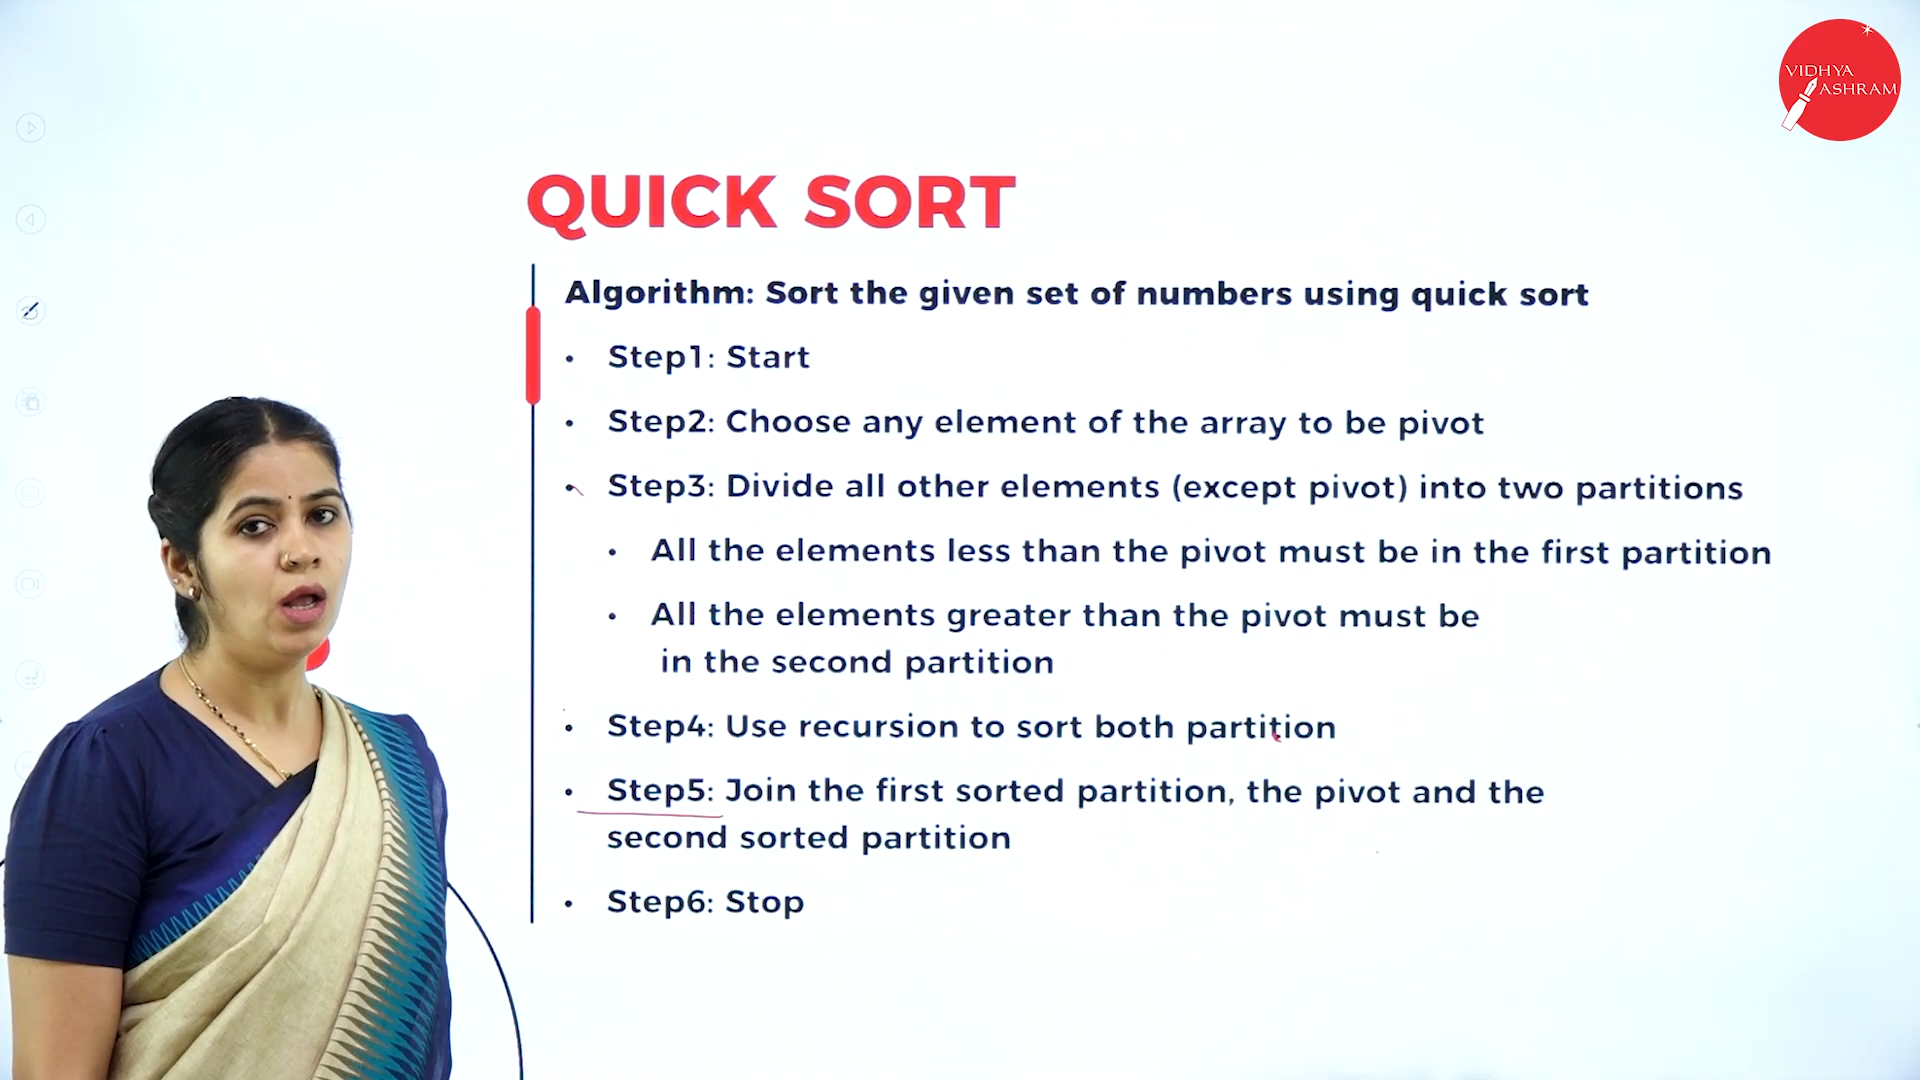 VIDHYA
ASHRAM
QUICK SORT
Algorithm: Sort the given set of numbers using quick sort
• Step1: Start
• Step2: Choose any element of the array to be pivot
• Step3: Divide all other elements (except pivot) into two partitions
• All the elements less than the pivot must be in the first partition
• All the elements greater than the pivot must be
in the second partition
• Step4: Use recursion to sort both partition
• Step5: Join the first sorted partition, the pivot and the
second sorted partition
• Step6: Stop